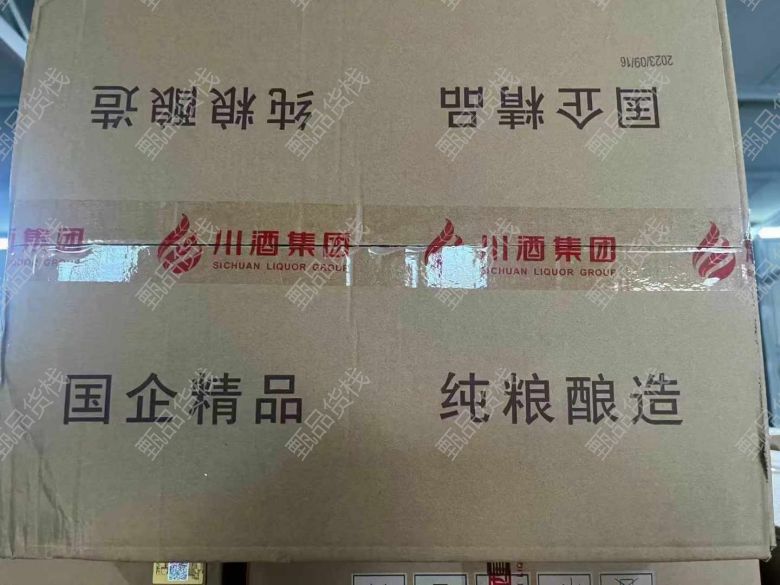 2023/09/16
国企精品 纯粮酿造
川酒集团 川酒集团
SICHUAN LIQUOR GROUP SICHUAN LIQUOR GROUP
国企精品 纯粮酿造
甄品货栈